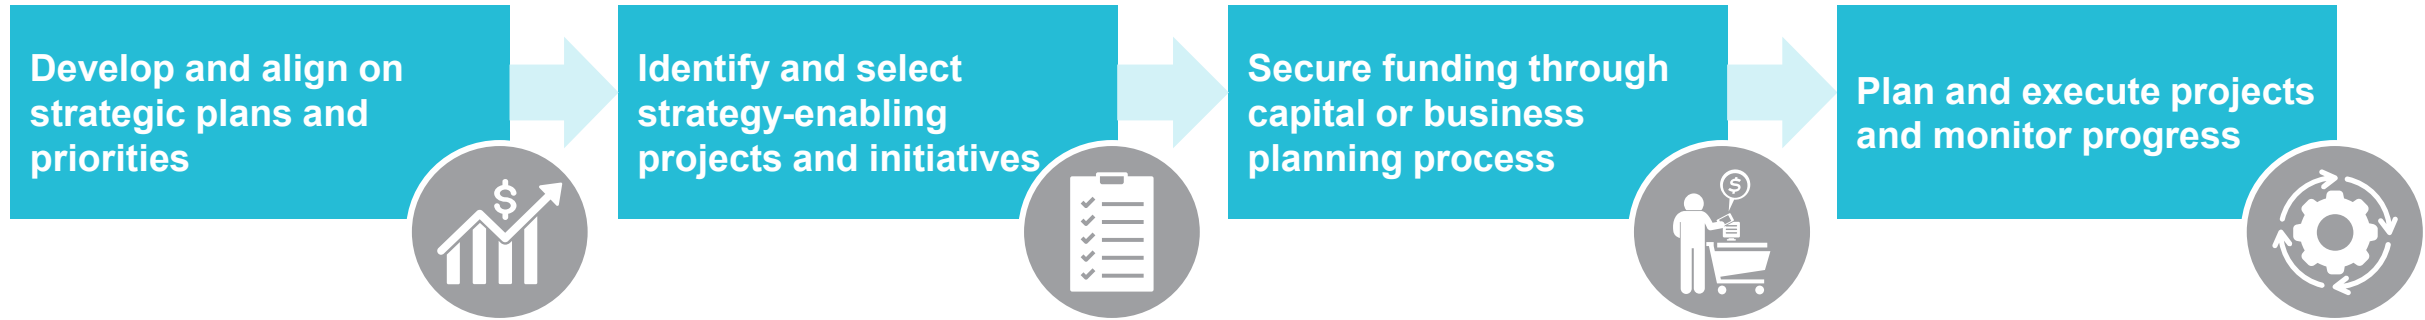 Develop and align on
strategic plans and
priorities
$
Identify and select
strategy-enabling
projects and initiatives
Secure funding through
capital or business
planning process
$
Plan and execute projects
and monitor progress